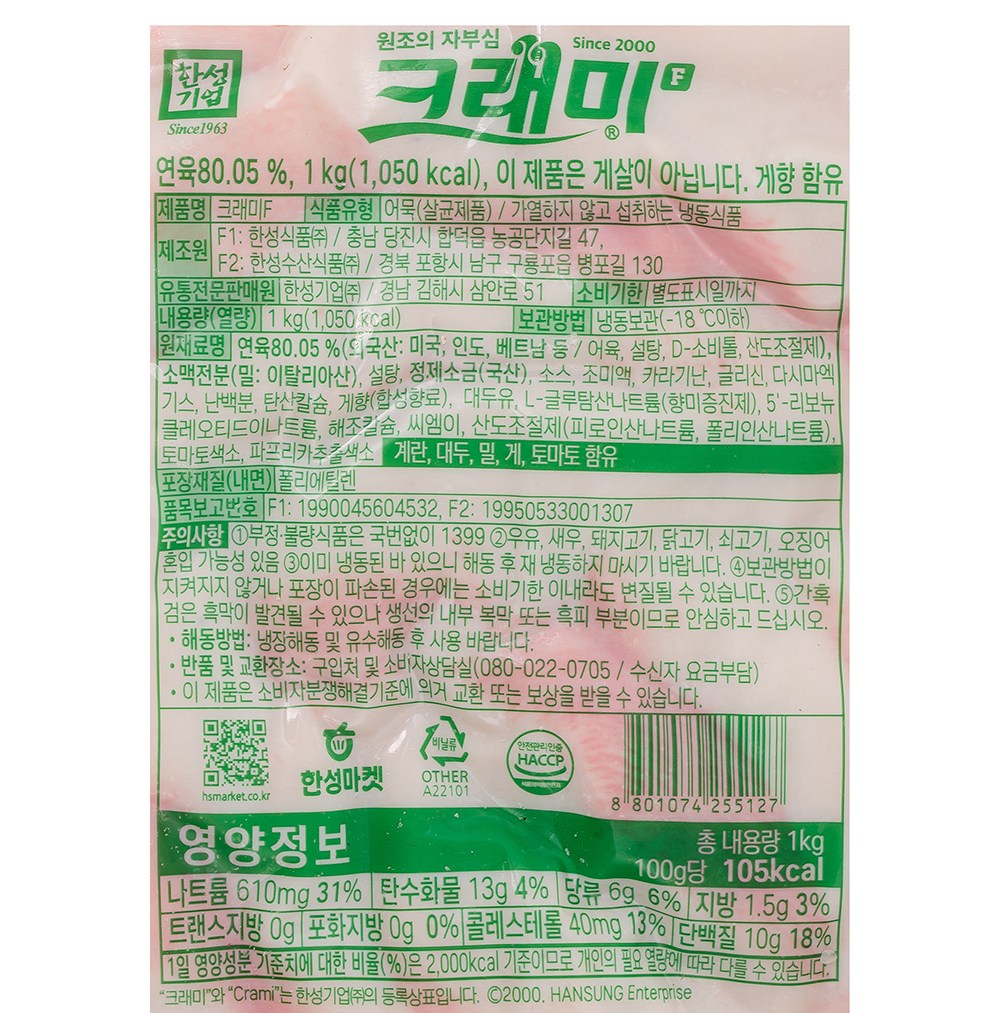 원조의 자부심
Since 2000
한성
기업
Since1963
크래미 F ®
연육80.05 %, 1 kg(1,050 kcal), 이 제품은 게살이 아닙니다. 게향 함유
제품명 크래미F 식품유형 어묵(살균제품) / 가열하지 않고 섭취하는 냉동식품
제조원 F1: 한성식품㈜ / 충남 당진시 합덕읍 농공단지길 47,
F2: 한성수산식품㈜ / 경북 포항시 남구 구룡포읍 병포길 130
유통전문판매원 한성기업㈜ / 경남 김해시 삼안로 51 소비기한 별도표시일까지
내용량(열량) 1 kg(1,050 kcal) 보관방법 냉동보관(-18 ℃이하)
원재료명 연육80.05 %(외국산: 미국, 인도, 베트남 등 / 어육, 설탕, D-소비톨, 산도조절제),
소맥전분(밀: 이탈리아산), 설탕, 정제소금(국산), 소스, 조미액, 카라기난, 글리신, 다시마엑
기스, 난백분, 탄산칼슘, 게향(합성향료), 대두유, L-글루탐산나트륨(향미증진제), 5'-리보뉴
클레오티드이나트륨, 해조칼슘, 씨엠이, 산도조절제(피로인산나트륨, 폴리인산나트륨),
토마토색소, 파프리카추출색소 계란, 대두, 밀, 게, 토마토 함유
포장재질(내면) 폴리에틸렌
품목보고번호 F1: 1990045604532, F2: 19950533001307
주의사항 ①부정·불량식품은 국번없이 1399 ②우유, 새우, 돼지고기, 닭고기, 쇠고기, 오징어
혼입 가능성 있음 ③이미 냉동된 바 있으니 해동 후 재 냉동하지 마시기 바랍니다. ④보관방법이
지켜지지 않거나 포장이 파손된 경우에는 소비기한 이내라도 변질될 수 있습니다. ⑤간혹
검은 흑막이 발견될 수 있으나 생선의 내부 복막 또는 흑피 부분이므로 안심하고 드십시오.
• 해동방법: 냉장해동 및 유수해동 후 사용 바랍니다.
• 반품 및 교환장소: 구입처 및 소비자상담실(080-022-0705 / 수신자 요금부담)
• 이 제품은 소비자분쟁해결기준에 의거 교환 또는 보상을 받을 수 있습니다.
hsmarket.co.kr
한성마켓
비닐류
OTHER
A22101
안전관리인증
HACCP
8 801074 255127
영양정보
총 내용량 1kg
100g당 105kcal
나트륨 610mg 31% 탄수화물 13g 4% 당류 6g 6% 지방 1.5g 3%
트랜스지방 0g 포화지방 0g 0% 콜레스테롤 40mg 13% 단백질 10g 18%
1일 영양성분 기준치에 대한 비율(%)은 2,000kcal 기준이므로 개인의 필요 열량에 따라 다를 수 있습니다.
“크래미”와 “Crami”는 한성기업㈜의 등록상표입니다. ©2000. HANSUNG Enterprise